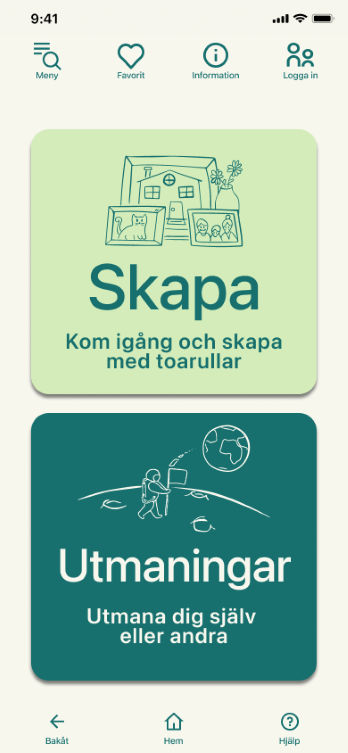 9:41
Meny
Favorit
Information
Logga in
Skapa
Kom igång och skapa
med toarullar
Utmaningar
Utmana dig själv
eller andra
Bakåt
Hem
Hjälp